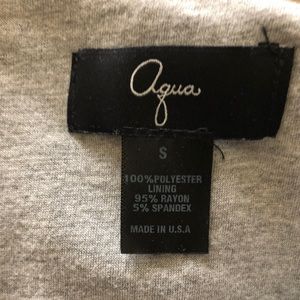 aqua
S
100%POLYESTER
LINING
95% RAYON
5% SPANDEX
MADE IN U.S.A